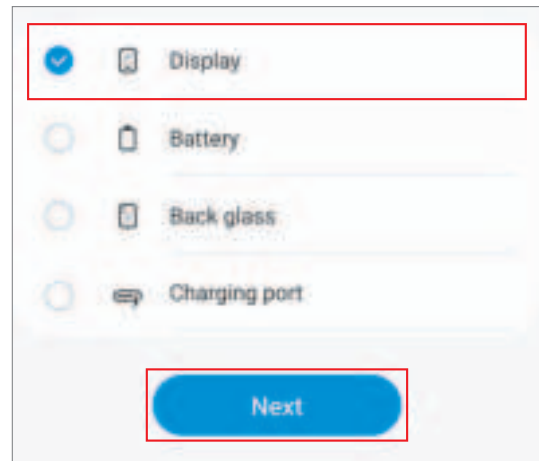 Display
Battery
Back glass
Charging port
Next